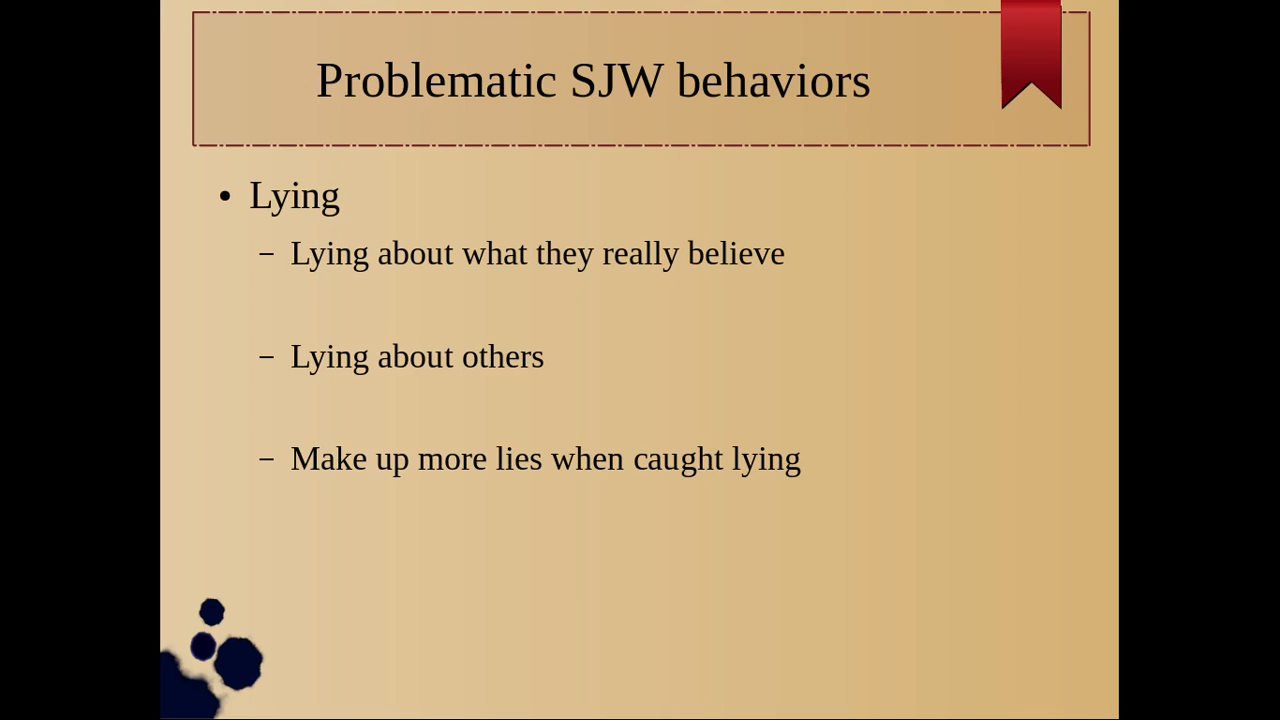 Problematic SJW behaviors
• Lying
– Lying about what they really believe
– Lying about others
– Make up more lies when caught lying